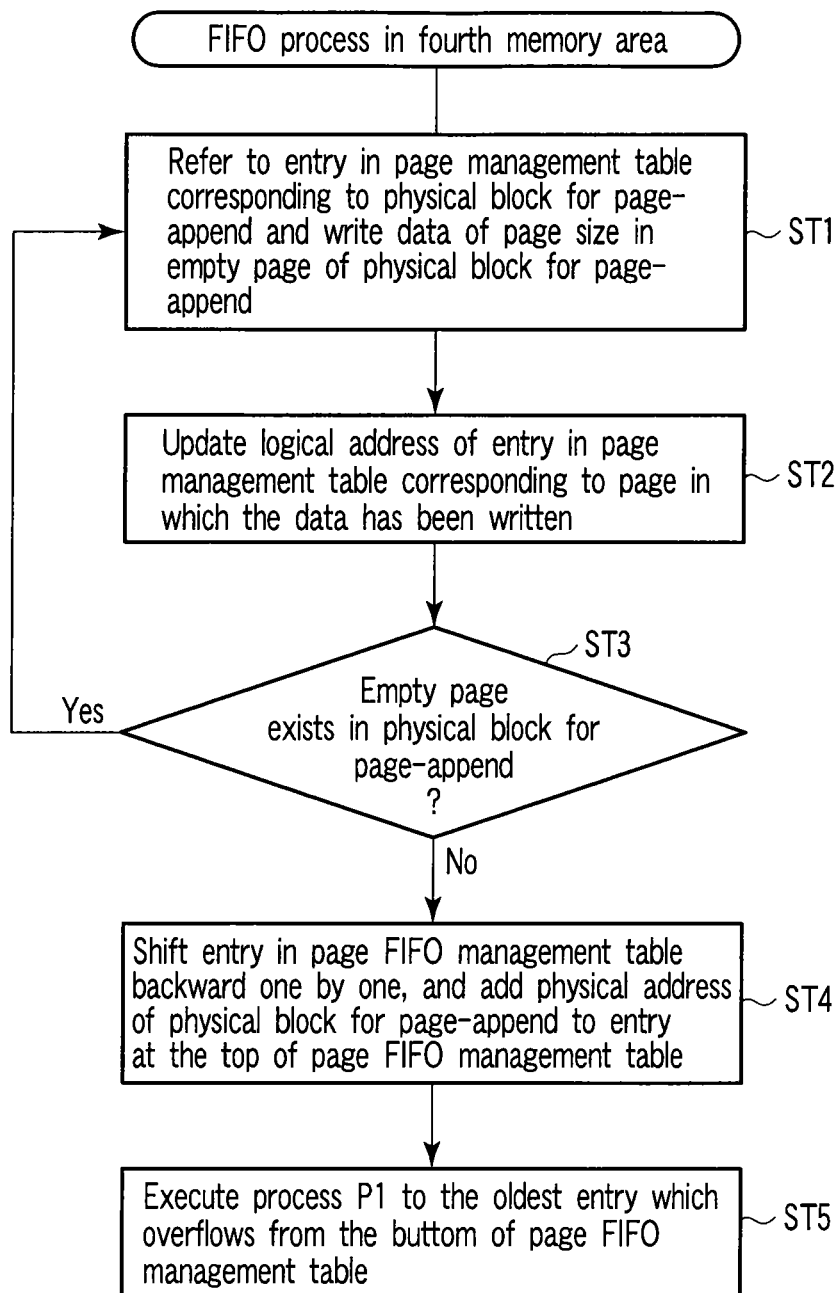 FIFO process in fourth memory area
Refer to entry in page management table
corresponding to physical block for page-
append and write data of page size in
empty page of physical block for page-
append
ST1
Update logical address of entry in page
management table corresponding to page in
which the data has been written
ST2
ST3
Empty page
exists in physical block for
page-append
?
Yes
No
Shift entry in page FIFO management table
backward one by one, and add physical address
of physical block for page-append to entry
at the top of page FIFO management table
ST4
Execute process P1 to the oldest entry which
overflows from the buttom of page FIFO
management table
ST5